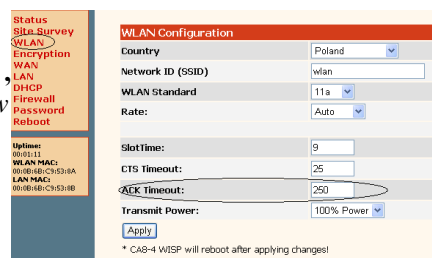 Status
Site Survey
WLAN
Encryption
WAN
LAN
DHCP
Firewall
Password
Reboot
Uptime:
00:01:11
WLAN MAC:
00:0B:6B:C9:53:8A
LAN MAC:
00:0B:6B:C9:53:8B
WLAN Configuration
Country Poland
Network ID (SSID) wlan
WLAN Standard 11a
Rate: Auto
SlotTime: 9
CTS Timeout: 25
ACK Timeout: 250
Transmit Power: 100% Power
Apply
* CA8-4 WISP will reboot after applying changes!